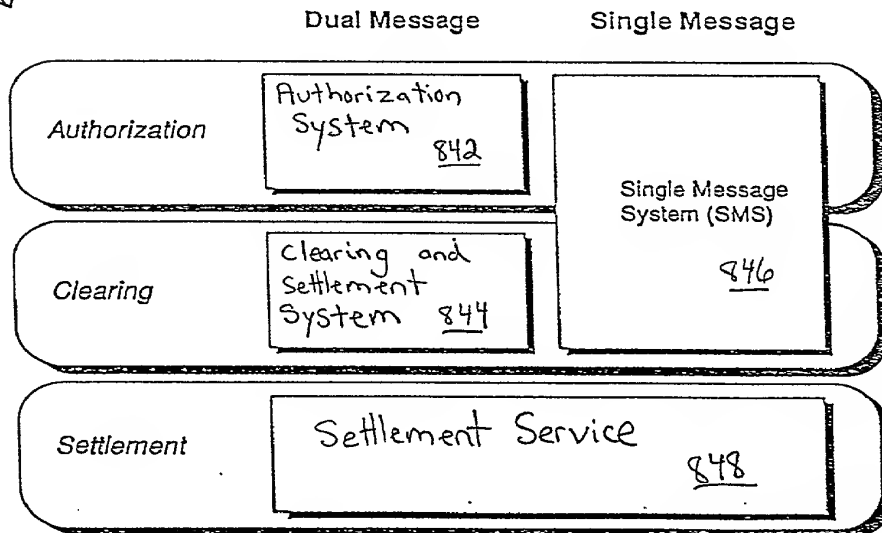 Dual Message Single Message
Authorization
Authorization
System
842
Single Message
System (SMS)
846
Clearing
Clearing and
Settlement
System 844
Settlement
Settlement Service
848